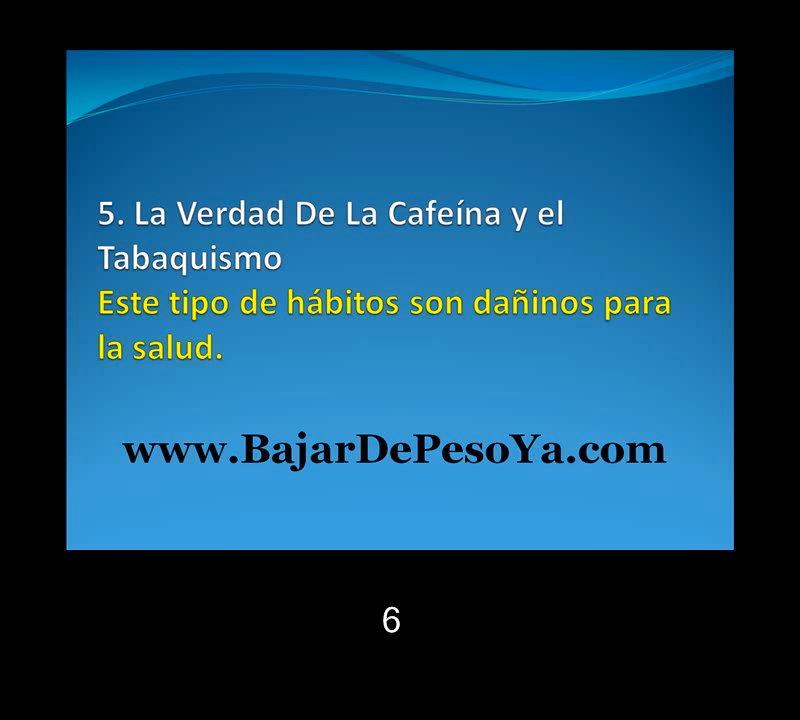 5. La Verdad De La Cafeína y el
Tabaquismo
Este tipo de hábitos son dañinos para
la salud.
www.BajarDePesoYa.com
6